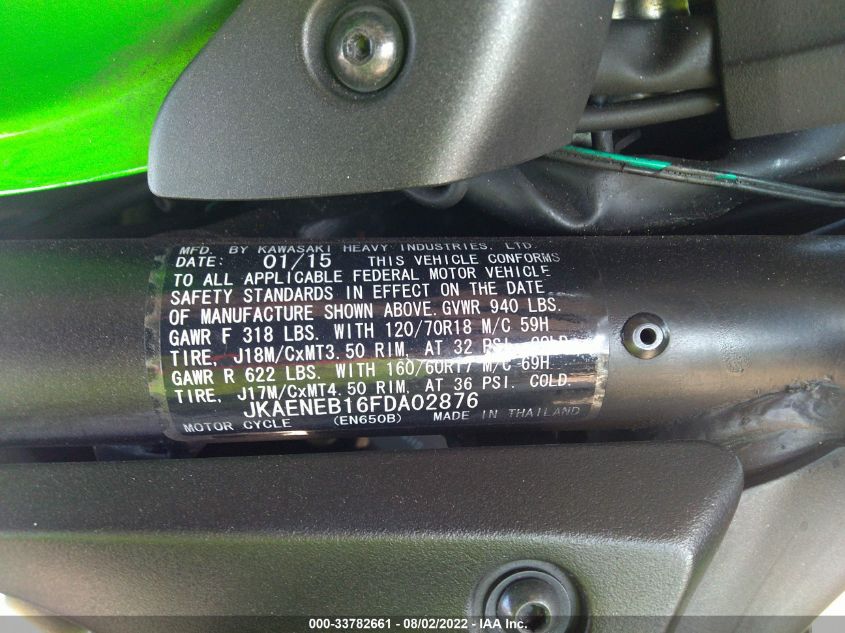 MFD. BY KAWASAKI HEAVY INDUSTRIES, LTD.
DATE: 01/15 THIS VEHICLE CONFORMS
TO ALL APPLICABLE FEDERAL MOTOR VEHICLE
SAFETY STANDARDS IN EFFECT ON THE DATE
OF MANUFACTURE SHOWN ABOVE. GVWR 940 LBS.
GAWR F 318 LBS. WITH 120/70R18 M/C 59H
TIRE, J18M/CxMT3.50 RIM, AT 32 PSI. COLD.
GAWR R 622 LBS. WITH 160/60R17 M/C 69H
TIRE, J17M/CxMT4.50 RIM, AT 36 PSI. COLD.
JKAENEB16FDA02876
MOTOR CYCLE (EN650B) MADE IN THAILAND
000-33782661 - 08/02/2022 - © IAA Inc.